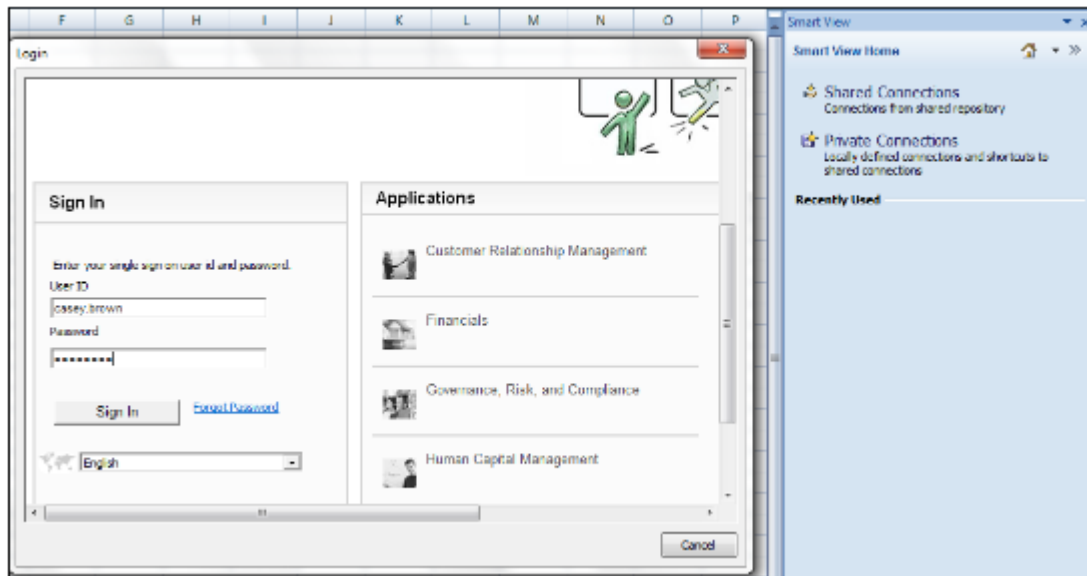 F G H I J K L M N O P
Smart View
Login
Smart View Home
Shared Connections
Connections from shared repository
Private Connections
Locally defined connections and shortcuts to
shared connections
Recently Used
Sign In
Enter your single sign on user id and password.
User ID
casey.brown
Password
Sign In
Forgot Password
English
Applications
Customer Relationship Management
Financials
Governance, Risk, and Compliance
Human Capital Management
Cancel